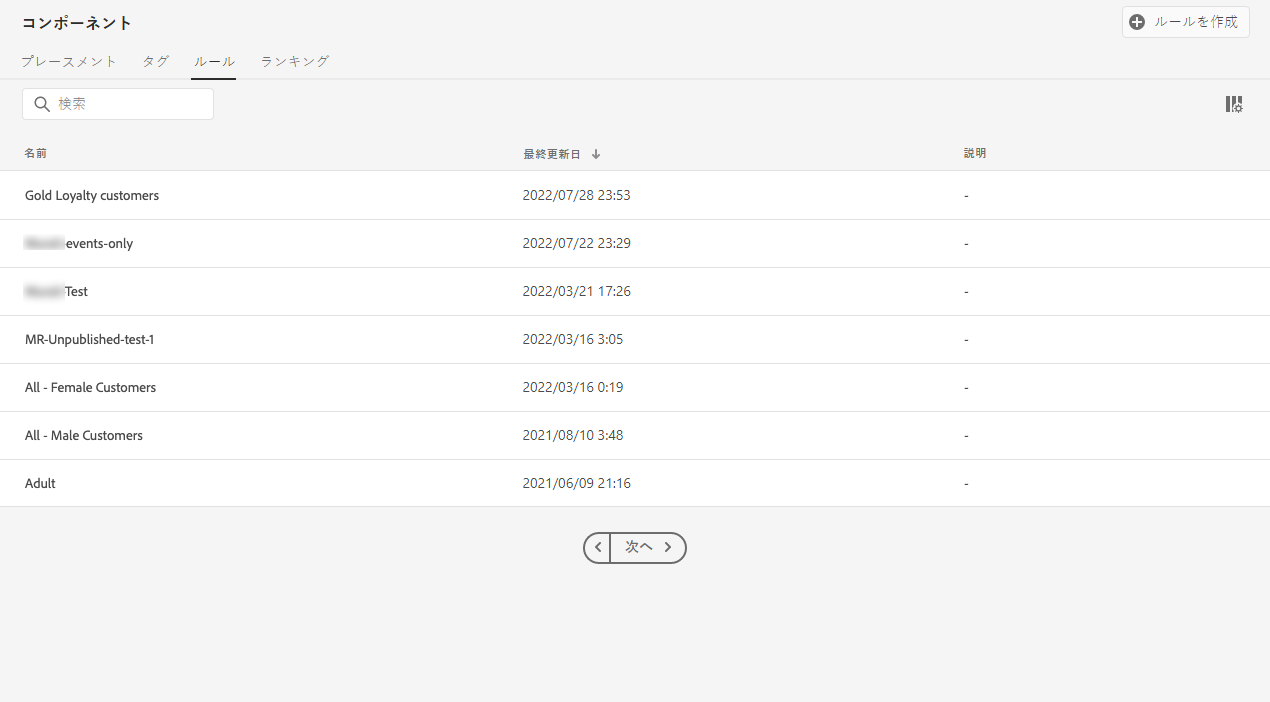 コンポーネント
ルールを作成
プレースメント タグ ルール ランキング
検索
名前 最終更新日 説明
Gold Loyalty customers 2022/07/28 23:53 -
events-only 2022/07/22 23:29 -
Test 2022/03/21 17:26 -
MR-Unpublished-test-1 2022/03/16 3:05 -
All - Female Customers 2022/03/16 0:19 -
All - Male Customers 2021/08/10 3:48 -
Adult 2021/06/09 21:16 -
次へ